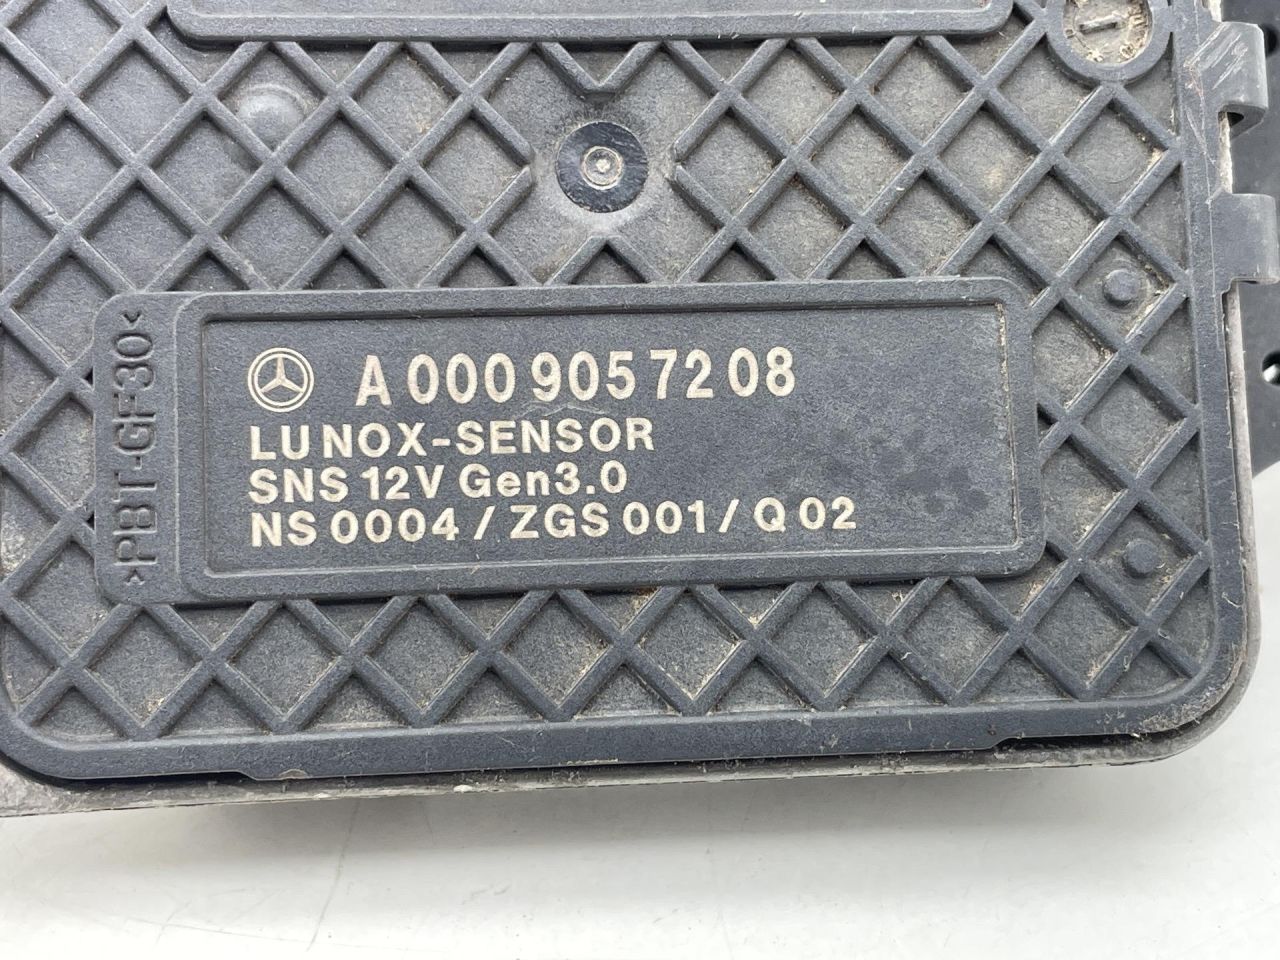 A 000 905 72 08
LU NOX-SENSOR
SNS 12V Gen3.0
NS 0004 / ZGS 001 / Q 02
>PBT-GF30<